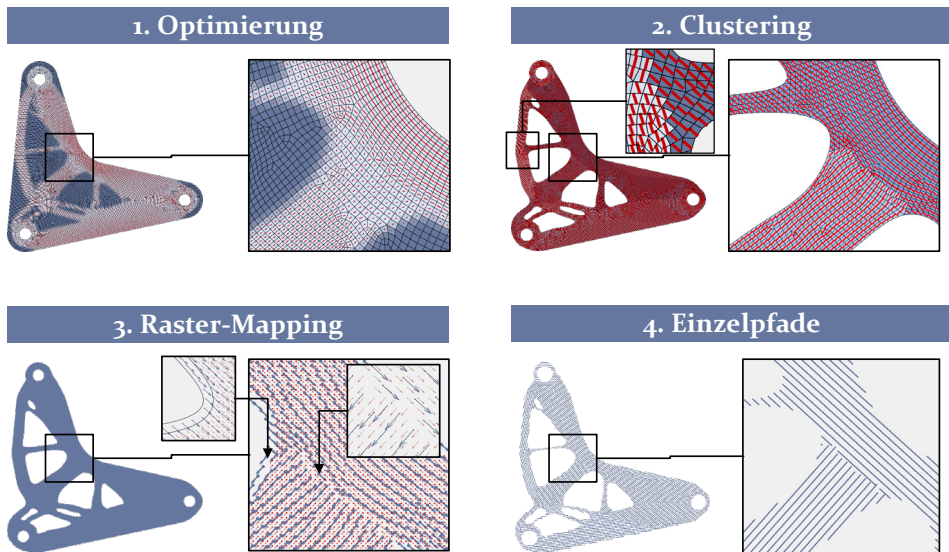 1. Optimierung
2. Clustering
3. Raster-Mapping
4. Einzelpfade